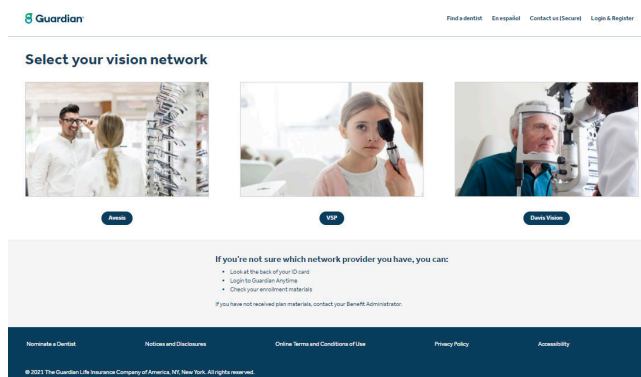 Guardian
Find a dentist En español Contact us (Secure) Login & Register
Select your vision network
Avesis VSP Davis Vision
If you're not sure which network provider you have, you can:
• Look at the back of your ID card
• Login to Guardian Anytime
• Check your enrollment materials
If you have not received plan materials, contact your Benefit Administrator.
Nominate a Dentist Notices and Disclosures Online Terms and Conditions of Use Privacy Policy Accessibility
© 2021 The Guardian Life Insurance Company of America, NY, New York. All rights reserved.